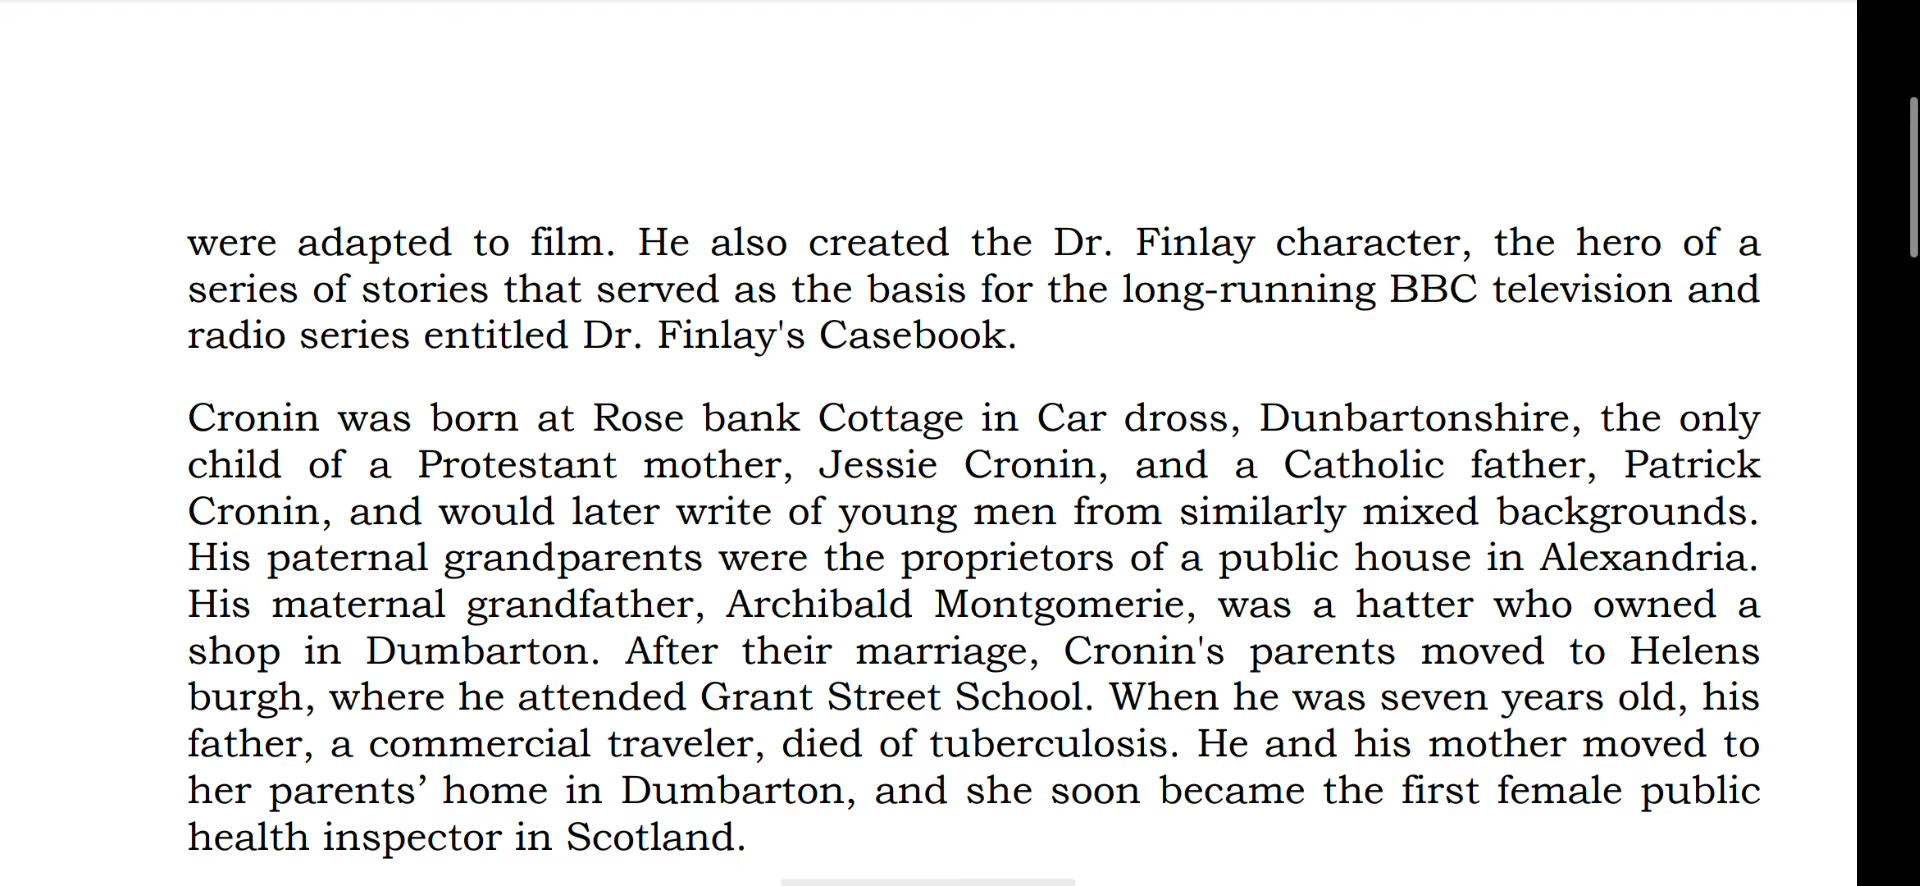 were adapted to film. He also created the Dr. Finlay character, the hero of a
series of stories that served as the basis for the long-running BBC television and
radio series entitled Dr. Finlay's Casebook.
Cronin was born at Rose bank Cottage in Car dross, Dunbartonshire, the only
child of a Protestant mother, Jessie Cronin, and a Catholic father, Patrick
Cronin, and would later write of young men from similarly mixed backgrounds.
His paternal grandparents were the proprietors of a public house in Alexandria.
His maternal grandfather, Archibald Montgomerie, was a hatter who owned a
shop in Dumbarton. After their marriage, Cronin's parents moved to Helens
burgh, where he attended Grant Street School. When he was seven years old, his
father, a commercial traveler, died of tuberculosis. He and his mother moved to
her parents’ home in Dumbarton, and she soon became the first female public
health inspector in Scotland.